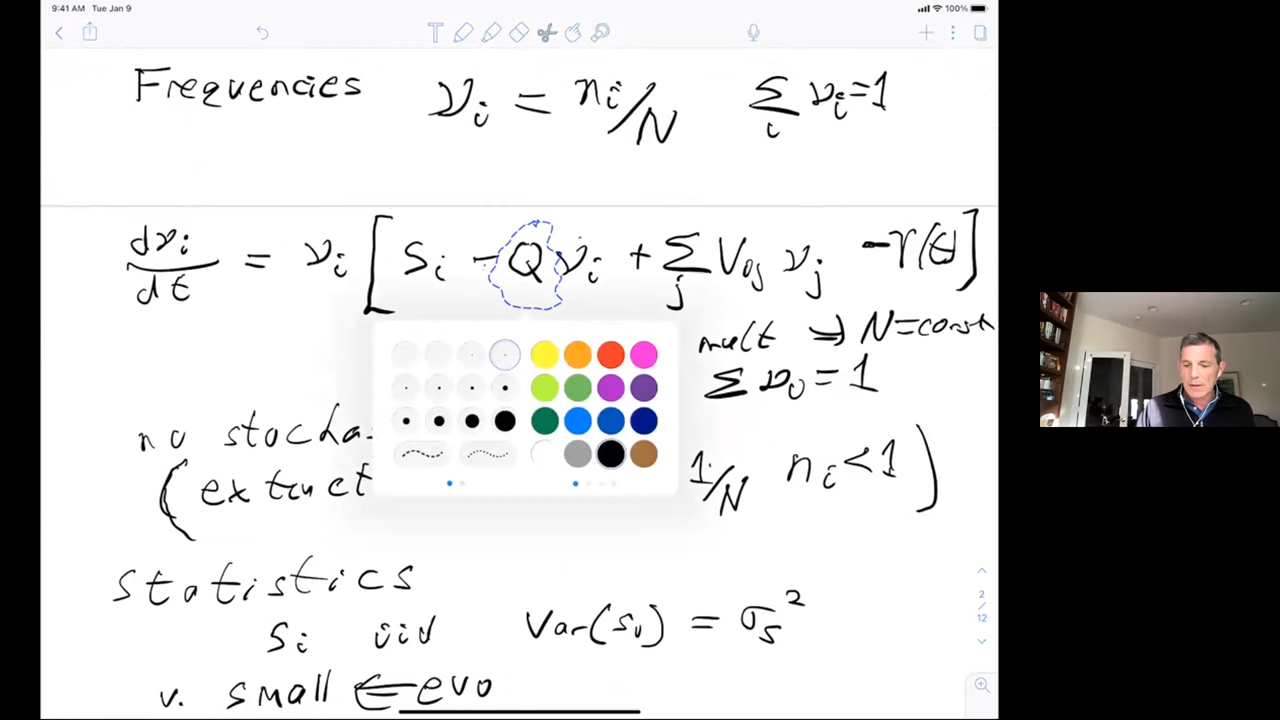 9:41 AM Tue Jan 9
100%
Frequencies νi = ni/N Σi νi=1
dνi/dt = νi [ Si - Q νi + Σj Vij νj - Υ(t) ]
mult ⇒ N=const
Σ νi = 1
no stocha
( extinct 1/N ni<1 )
2
/
12
Statistics
Si iid Var(si) = σs²
v. small ⇐ evo